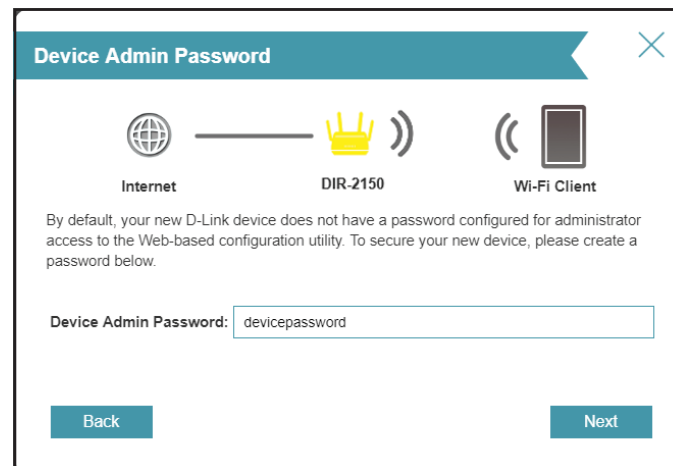 Device Admin Password
Internet
DIR-2150
Wi-Fi Client
By default, your new D-Link device does not have a password configured for administrator
access to the Web-based configuration utility. To secure your new device, please create a
password below.
Device Admin Password: devicepassword
Back
Next